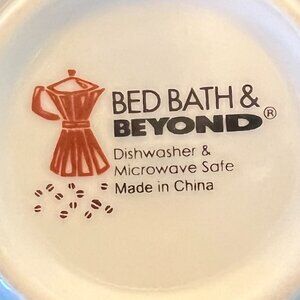 BED BATH &
BEYOND®
Dishwasher &
Microwave Safe
Made in China